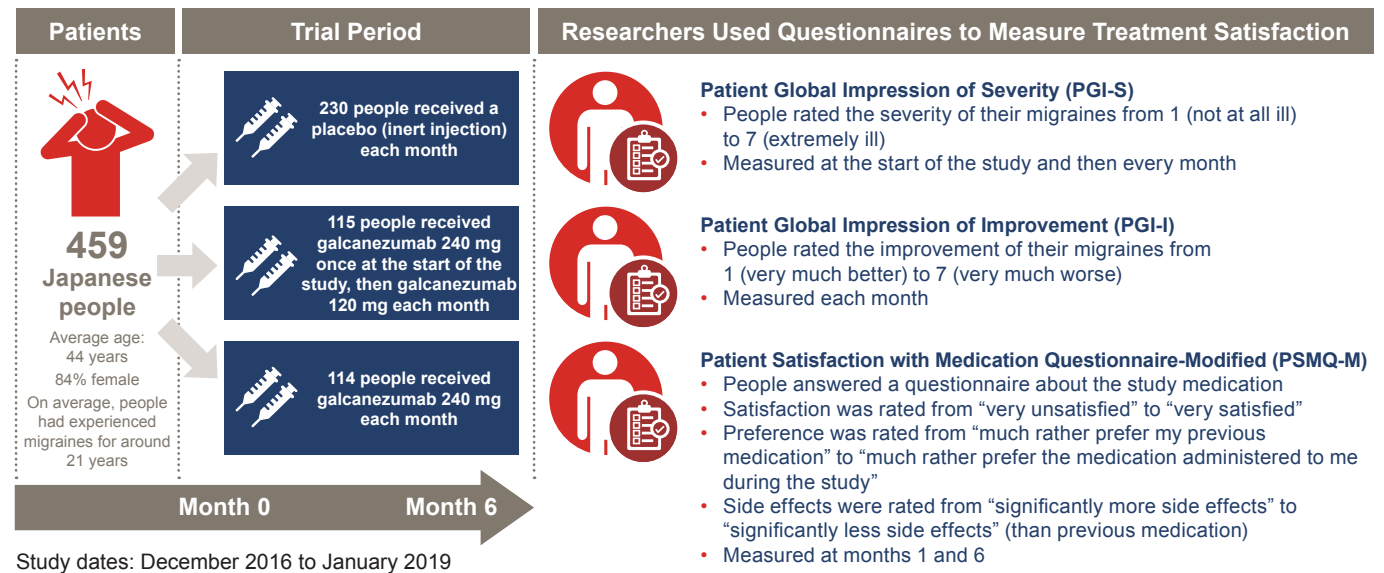 Patients
Trial Period
Researchers Used Questionnaires to Measure Treatment Satisfaction
459
Japanese
people
Average age:
44 years
84% female
On average, people
had experienced
migraines for around
21 years
230 people received a
placebo (inert injection)
each month
115 people received
galcanezumab 240 mg
once at the start of the
study, then galcanezumab
120 mg each month
114 people received
galcanezumab 240 mg
each month
Month 0
Month 6
Study dates: December 2016 to January 2019
Patient Global Impression of Severity (PGI-S)
• People rated the severity of their migraines from 1 (not at all ill)
to 7 (extremely ill)
• Measured at the start of the study and then every month
Patient Global Impression of Improvement (PGI-I)
• People rated the improvement of their migraines from
1 (very much better) to 7 (very much worse)
• Measured each month
Patient Satisfaction with Medication Questionnaire-Modified (PSMQ-M)
• People answered a questionnaire about the study medication
• Satisfaction was rated from “very unsatisfied” to “very satisfied”
• Preference was rated from “much rather prefer my previous
medication” to “much rather prefer the medication administered to me
during the study”
• Side effects were rated from “significantly more side effects” to
“significantly less side effects” (than previous medication)
• Measured at months 1 and 6